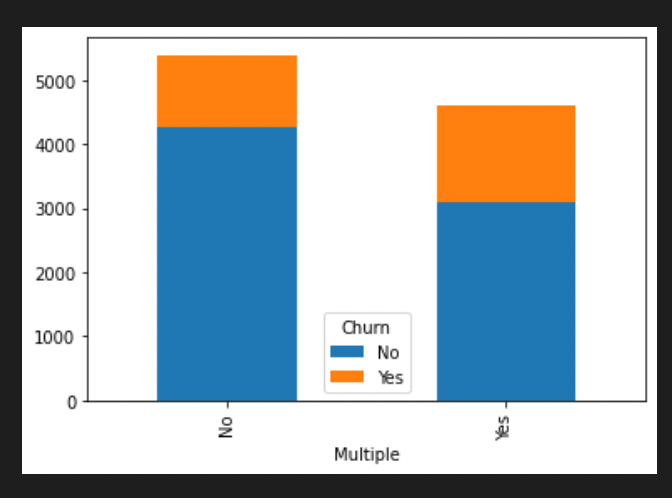 5000
4000
3000
2000
1000
0
Churn
No
Yes
No
Yes
Multiple